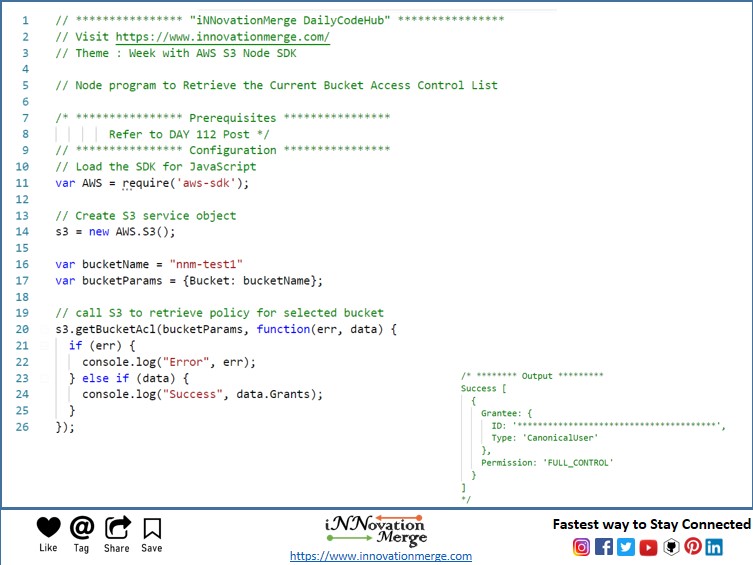 1 // **************** "iNNovationMerge DailyCodeHub" ****************
2 // Visit https://www.innovationmerge.com/
3 // Theme : Week with AWS S3 Node SDK
4
5 // Node program to Retrieve the Current Bucket Access Control List
6
7 /* **************** Prerequisites ****************
8 Refer to DAY 112 Post */
9 // **************** Configuration ****************
10 // Load the SDK for JavaScript
11 var AWS = require('aws-sdk');
12
13 // Create S3 service object
14 s3 = new AWS.S3();
15
16 var bucketName = "nnm-test1"
17 var bucketParams = {Bucket: bucketName};
18
19 // call S3 to retrieve policy for selected bucket
20 s3.getBucketAcl(bucketParams, function(err, data) {
21 if (err) {
22 console.log("Error", err);
23 } else if (data) {
24 console.log("Success", data.Grants);
25 }
26 });
/* ******** Output *********
Success [
{
Grantee: {
ID: '***************************************',
Type: 'CanonicalUser'
},
Permission: 'FULL_CONTROL'
}
]
*/
Like Tag Share Save
iNNovation
Merge
https://www.innovationmerge.com
Fastest way to Stay Connected